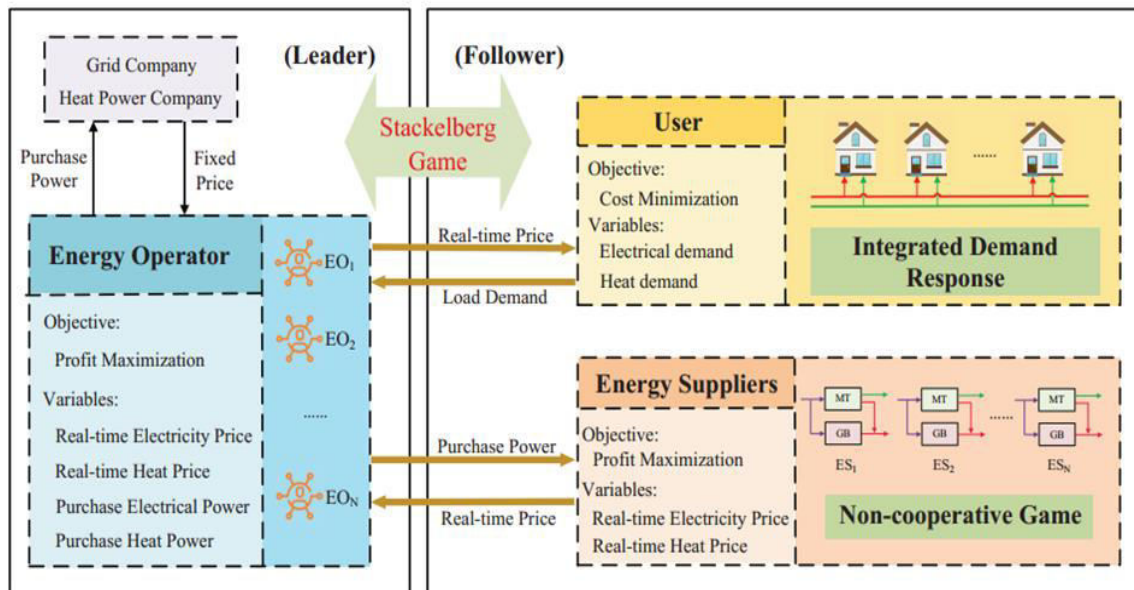 Grid Company
Heat Power Company
(Leader)
(Follower)
Stackelberg
Game
Purchase
Power
Fixed
Price
Energy Operator
Objective:
Profit Maximization
Variables:
Real-time Electricity Price
Real-time Heat Price
Purchase Electrical Power
Purchase Heat Power
EO1
EO2
......
EON
Real-time Price
Load Demand
Purchase Power
Real-time Price
User
Objective:
Cost Minimization
Variables:
Electrical demand
Heat demand
......
Integrated Demand
Response
Energy Suppliers
Objective:
Profit Maximization
Variables:
Real-time Electricity Price
Real-time Heat Price
MT
GB
ES1
MT
GB
ES2
......
MT
GB
ESN
Non-cooperative Game